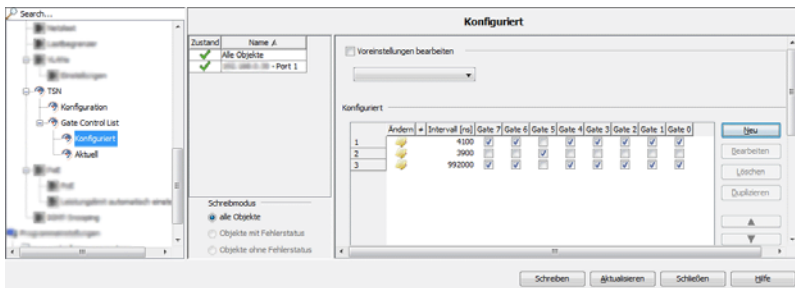 Search...
Konfiguriert
Zustand Name
Alle Objekte
- Port 1
Voreinstellungen bearbeiten
TSN
Konfiguration
Gate Control List
Konfiguriert
Aktuell
Konfiguriert
Ändern # Intervall [ns] Gate 7 Gate 6 Gate 5 Gate 4 Gate 3 Gate 2 Gate 1 Gate 0
1 4100
2 3900
3 992000
Neu
Bearbeiten
Löschen
Duplizieren
Schreibmodus
alle Objekte
Objekte mit Fehlerstatus
Objekte ohne Fehlerstatus
Schreiben Aktualisieren Schließen Hilfe